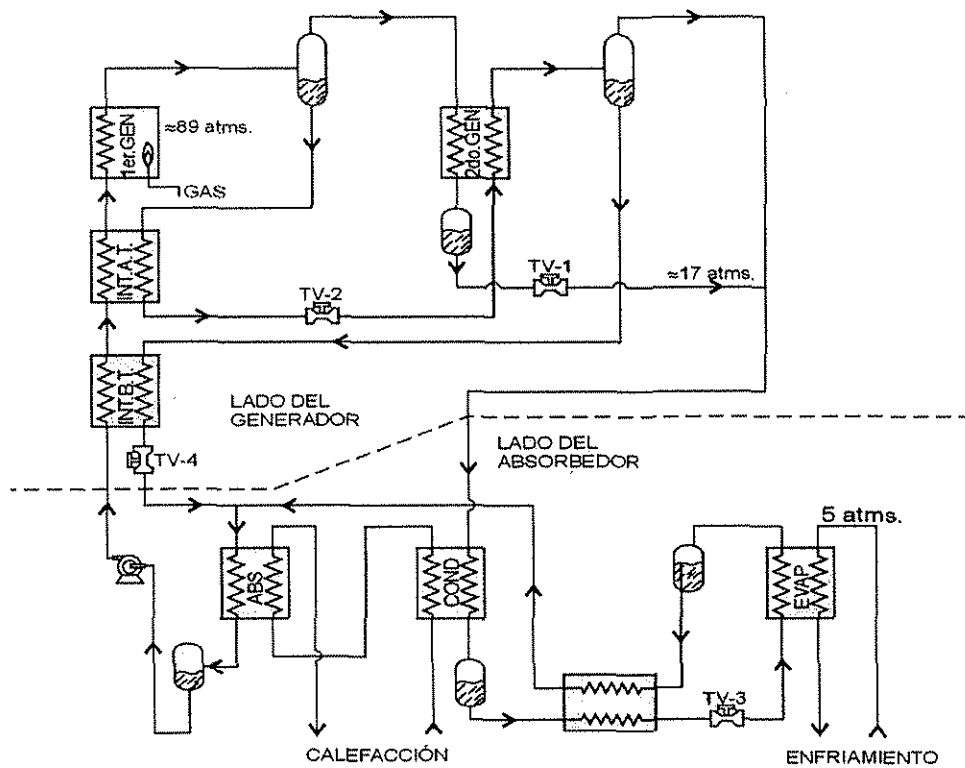 1er.GEN
≈89 atms.
GAS
2do.GEN
INT.A.T.
TV-2
TV-1
≈17 atms.
INT.B.T.
LADO DEL
GENERADOR
LADO DEL
ABSORBEDOR
TV-4
5 atms.
ABS
COND
EVAP
TV-3
CALEFACCIÓN
ENFRIAMIENTO